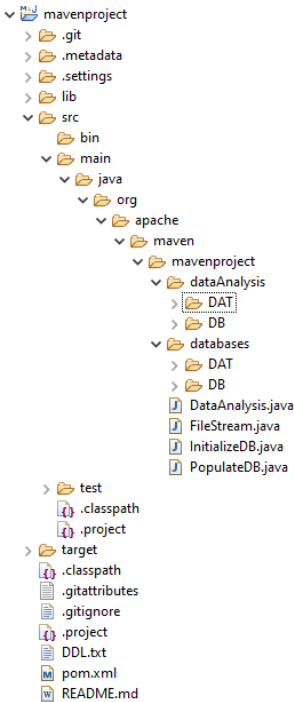 mavenproject
.git
.metadata
.settings
lib
src
bin
main
java
org
apache
maven
mavenproject
dataAnalysis
DAT
DB
databases
DAT
DB
DataAnalysis.java
FileStream.java
InitializeDB.java
PopulateDB.java
test
.classpath
.project
target
.classpath
.gitattributes
.gitignore
.project
DDL.txt
pom.xml
README.md